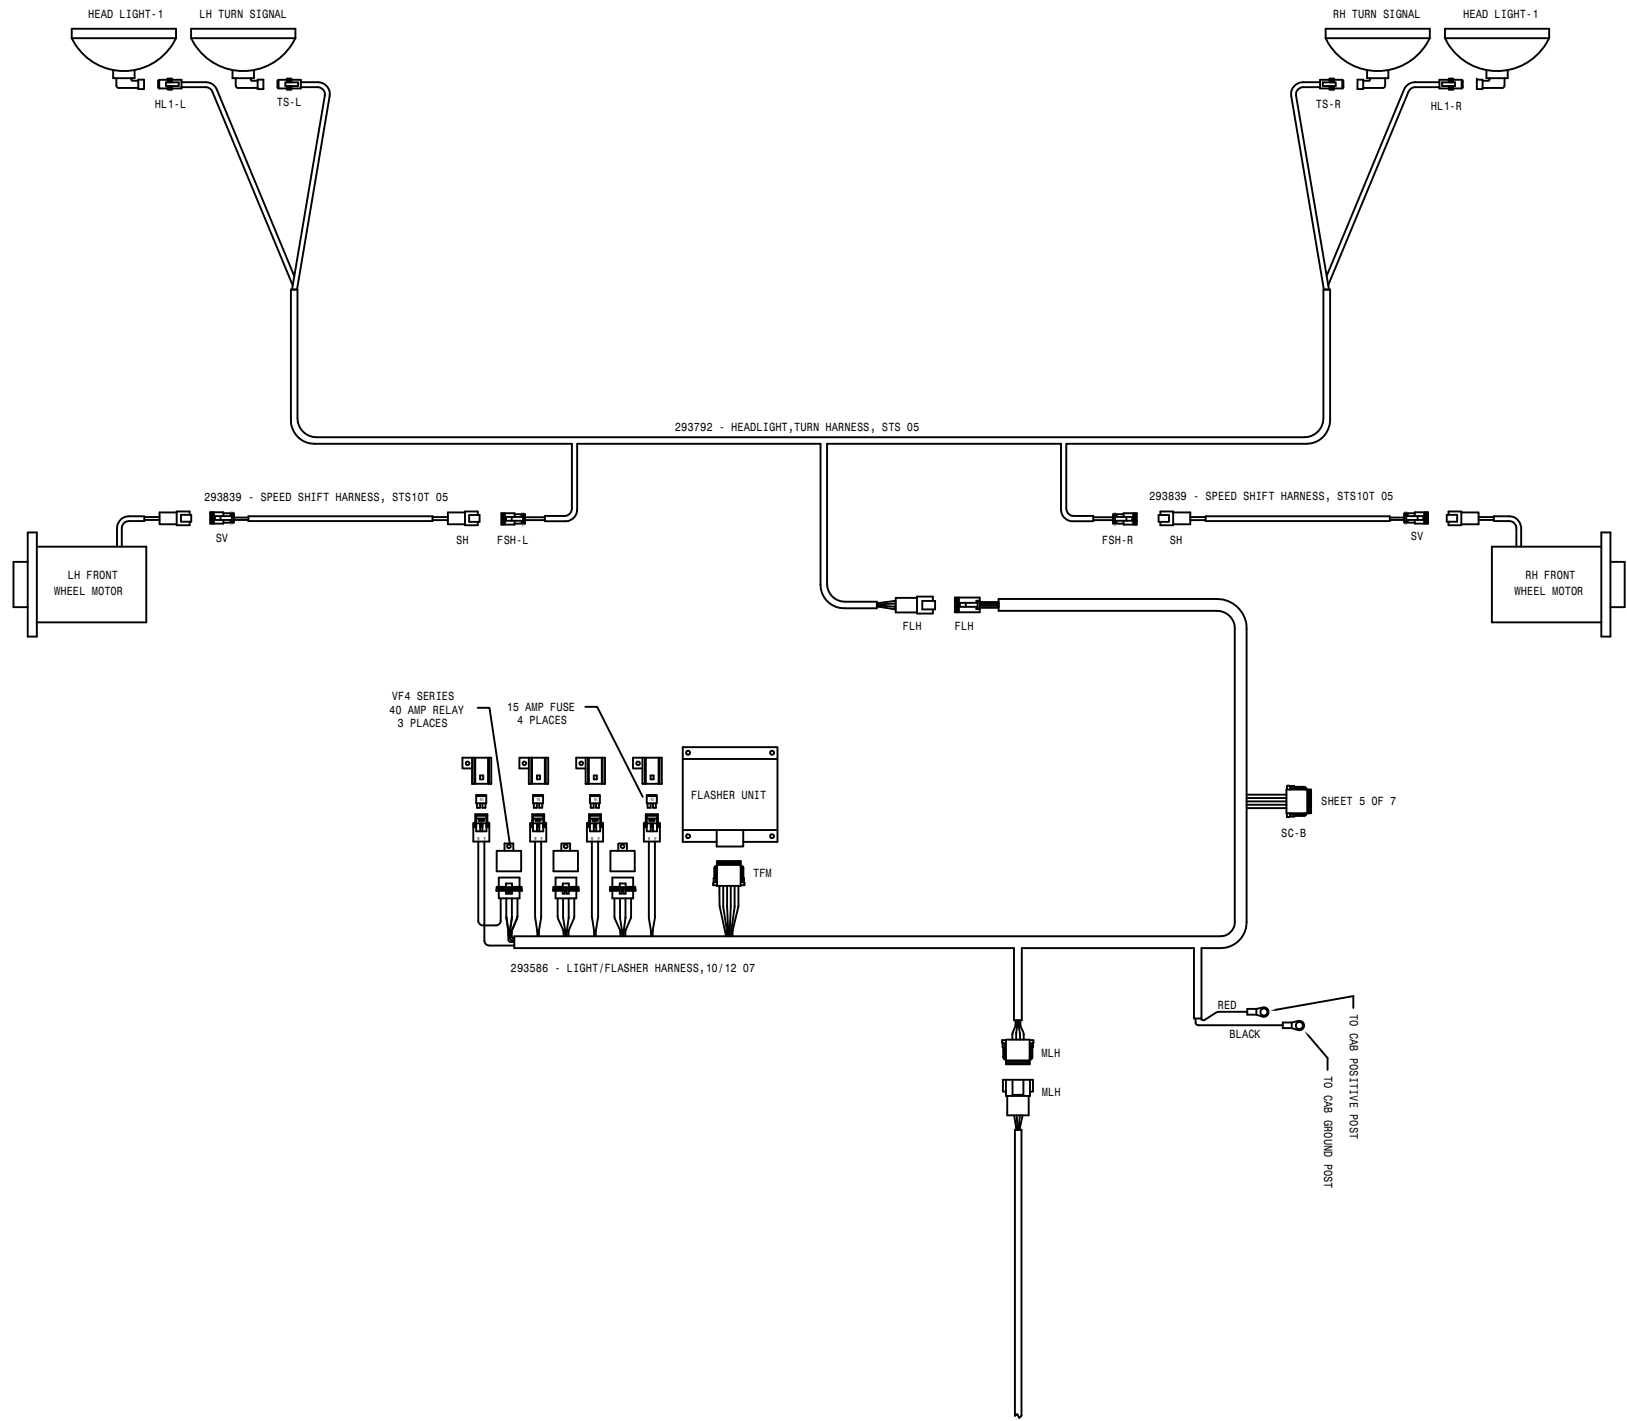 HEAD LIGHT-1
LH TURN SIGNAL
RH TURN SIGNAL
HEAD LIGHT-1
HL1-L
TS-L
TS-R
HL1-R
293792 - HEADLIGHT,TURN HARNESS, STS 05
293839 - SPEED SHIFT HARNESS, STS10T 05
293839 - SPEED SHIFT HARNESS, STS10T 05
SV
SH
FSH-L
FSH-R
SH
SV
LH FRONT
WHEEL MOTOR
RH FRONT
WHEEL MOTOR
FLH
FLH
VF4 SERIES
40 AMP RELAY
3 PLACES
15 AMP FUSE
4 PLACES
FLASHER UNIT
SHEET 5 OF 7
SC-B
TFM
293586 - LIGHT/FLASHER HARNESS,10/12 07
RED
BLACK
TO CAB POSITIVE POST
TO CAB GROUND POST
MLH
MLH